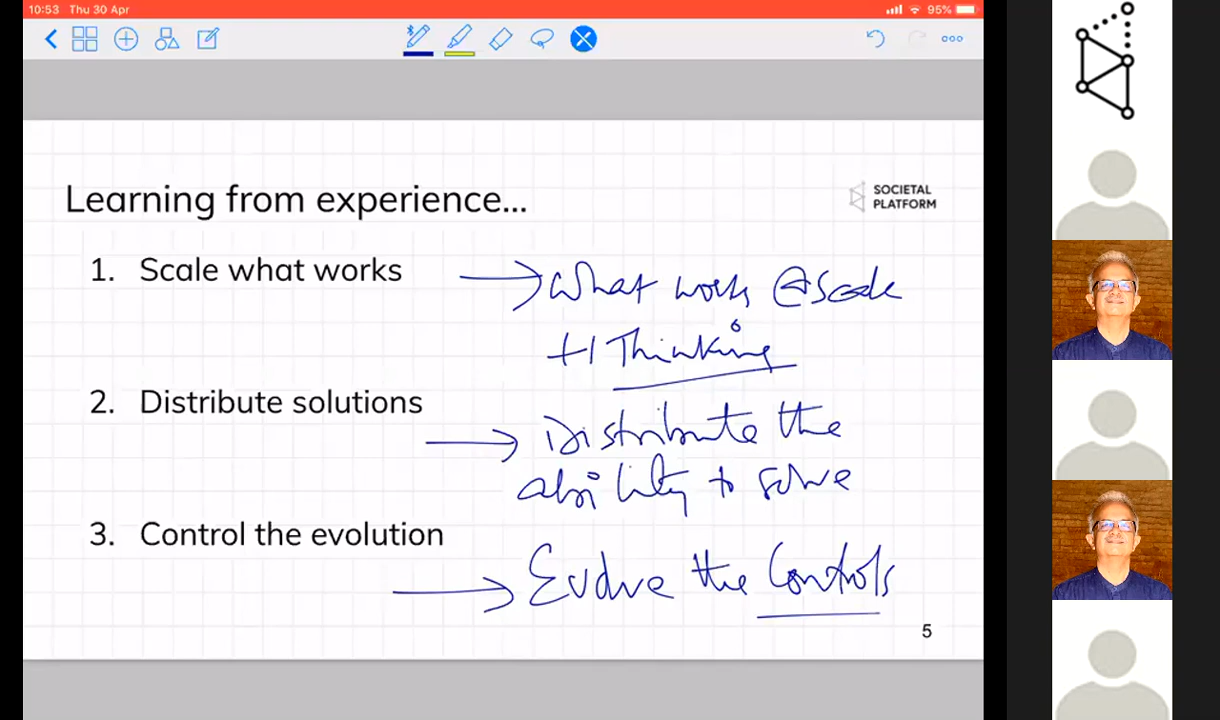 10:53 Thu 30 Apr
95%
Learning from experience...
SOCIETAL
PLATFORM
1. Scale what works
What works @Scale
+1 Thinking
2. Distribute solutions
Distribute the
ability to solve
3. Control the evolution
Evolve the Controls
5